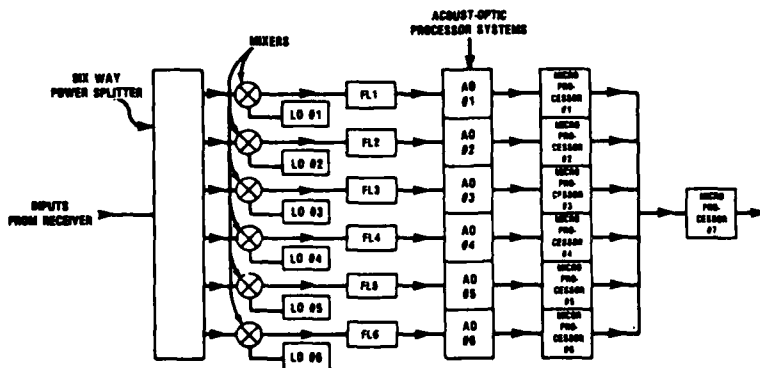 ACOUST-OPTIC
PROCESSOR SYSTEMS
MIXERS
SIX WAY
POWER SPLITTER
INPUTS
FROM RECEIVER
LO #1
FL1
AO
#1
MICRO
PRO-
CESSOR
#1
LO #2
FL2
AO
#2
MICRO
PRO-
CESSOR
#2
LO #3
FL3
AO
#3
MICRO
PRO-
CESSOR
#3
LO #4
FL4
AO
#4
MICRO
PRO-
CESSOR
#4
LO #5
FL5
AO
#5
MICRO
PRO-
CESSOR
#5
LO #6
FL6
AO
#6
MICRO
PRO-
CESSOR
#6
MICRO
PRO-
CESSOR
#7